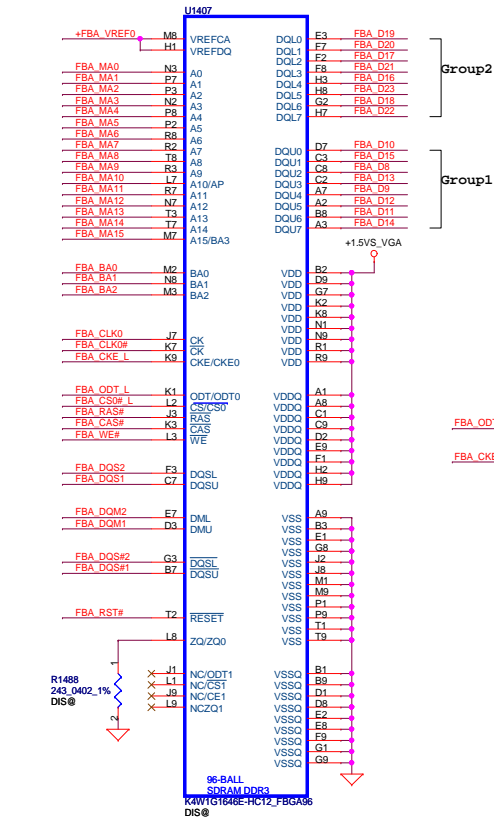 U1407
+FBA_VREF0 M8 VREFCA
H1 VREFDQ
FBA_MA0 N3 A0
FBA_MA1 P7 A1
FBA_MA2 P3 A2
FBA_MA3 N2 A3
FBA_MA4 P8 A4
FBA_MA5 P2 A5
FBA_MA6 R8 A6
FBA_MA7 R2 A7
FBA_MA8 T8 A8
FBA_MA9 R3 A9
FBA_MA10 L7 A10/AP
FBA_MA11 R7 A11
FBA_MA12 N7 A12
FBA_MA13 T3 A13
FBA_MA14 T7 A14
FBA_MA15 M7 A15/BA3
FBA_BA0 M2 BA0
FBA_BA1 N8 BA1
FBA_BA2 M3 BA2
FBA_CLK0 J7 CK
FBA_CLK0# K7 CK
FBA_CKE_L K9 CKE/CKE0
FBA_ODT_L K1 ODT/ODT0
FBA_CS0#_L L2 CS/CS0
FBA_RAS# J3 RAS
FBA_CAS# K3 CAS
FBA_WE# L3 WE
FBA_DQS2 F3 DQSL
FBA_DQS1 C7 DQSU
FBA_DQM2 E7 DML
FBA_DQM1 D3 DMU
FBA_DQS#2 G3 DQSL
FBA_DQS#1 B7 DQSU
FBA_RST# T2 RESET
L8 ZQ/ZQ0
1
R1488
243_0402_1%
DIS@
2
J1 NC/ODT1
L1 NC/CS1
J9 NC/CE1
L9 NCZQ1
DQL0 E3 FBA_D19
DQL1 F7 FBA_D20
DQL2 F2 FBA_D17
DQL3 F8 FBA_D21
DQL4 H3 FBA_D16
DQL5 H8 FBA_D23
DQL6 G2 FBA_D18
DQL7 H7 FBA_D22
Group2
DQU0 D7 FBA_D10
DQU1 C3 FBA_D15
DQU2 C8 FBA_D8
DQU3 C2 FBA_D13
DQU4 A7 FBA_D9
DQU5 A2 FBA_D12
DQU6 B8 FBA_D11
DQU7 A3 FBA_D14
Group1
+1.5VS_VGA
VDD B2
VDD D9
VDD G7
VDD K2
VDD K8
VDD N1
VDD N9
VDD R1
VDD R9
VDDQ A1
VDDQ A8
VDDQ C1
VDDQ C9
VDDQ D2
VDDQ E9
VDDQ F1
VDDQ H2
VDDQ H9
VSS A9
VSS B3
VSS E1
VSS G8
VSS J2
VSS J8
VSS M1
VSS M9
VSS P1
VSS P9
VSS T1
VSS T9
VSSQ B1
VSSQ B9
VSSQ D1
VSSQ D8
VSSQ E2
VSSQ E8
VSSQ F9
VSSQ G1
VSSQ G9
FBA_OD
FBA_CK
96-BALL
SDRAM DDR3
K4W1G1646E-HC12_FBGA96
DIS@